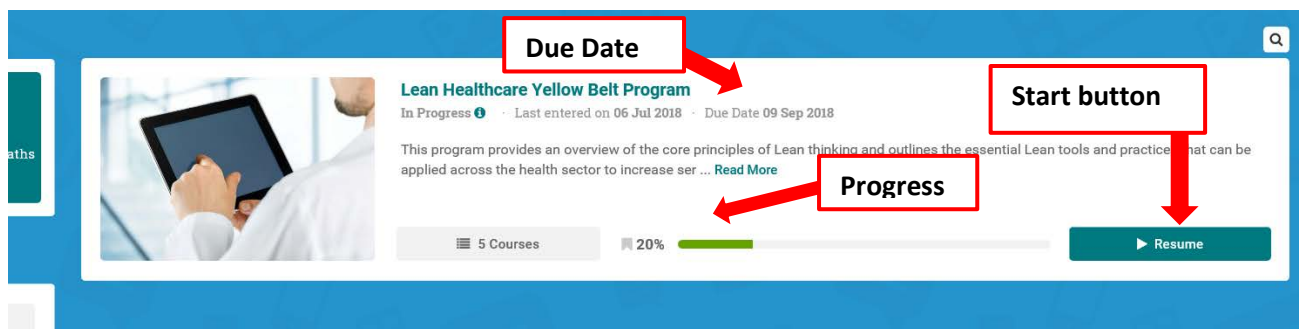 Due Date
Lean Healthcare Yellow Belt Program
Start button
In Progress · Last entered on 06 Jul 2018 · Due Date 09 Sep 2018
aths
This program provides an overview of the core principles of Lean thinking and outlines the essential Lean tools and practice hat can be
applied across the health sector to increase ser ... Read More
Progress
5 Courses
20%
Resume